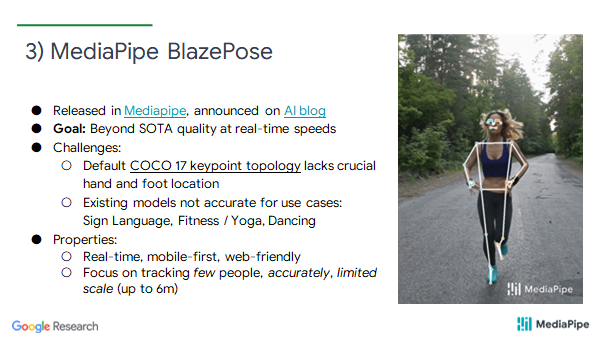 3) MediaPipe BlazePose
● Released in Mediapipe, announced on AI blog
● Goal: Beyond SOTA quality at real-time speeds
● Challenges:
○ Default COCO 17 keypoint topology lacks crucial
hand and foot location
○ Existing models not accurate for use cases:
Sign Language, Fitness / Yoga, Dancing
● Properties:
○ Real-time, mobile-first, web-friendly
○ Focus on tracking few people, accurately, limited
scale (up to 6m)
MediaPipe
Google Research
MediaPipe